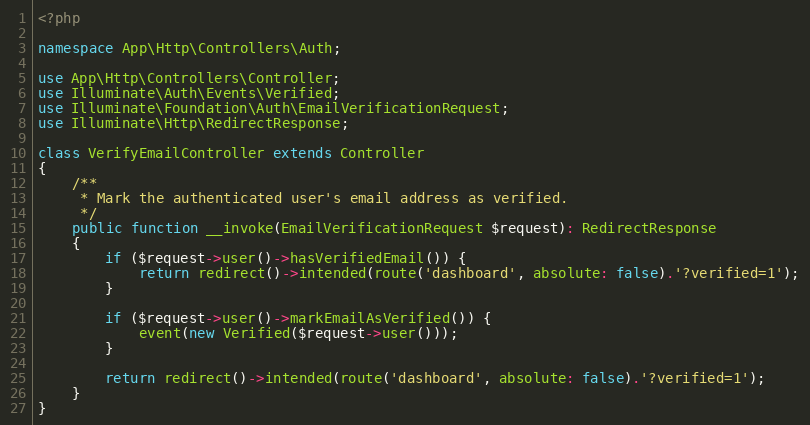 1 <?php
2
3 namespace App\Http\Controllers\Auth;
4
5 use App\Http\Controllers\Controller;
6 use Illuminate\Auth\Events\Verified;
7 use Illuminate\Foundation\Auth\EmailVerificationRequest;
8 use Illuminate\Http\RedirectResponse;
9
10 class VerifyEmailController extends Controller
11 {
12     /**
13      * Mark the authenticated user's email address as verified.
14      */
15     public function __invoke(EmailVerificationRequest $request): RedirectResponse
16     {
17         if ($request->user()->hasVerifiedEmail()) {
18             return redirect()->intended(route('dashboard', absolute: false).'?verified=1');
19         }
20
21         if ($request->user()->markEmailAsVerified()) {
22             event(new Verified($request->user()));
23         }
24
25         return redirect()->intended(route('dashboard', absolute: false).'?verified=1');
26     }
27 }